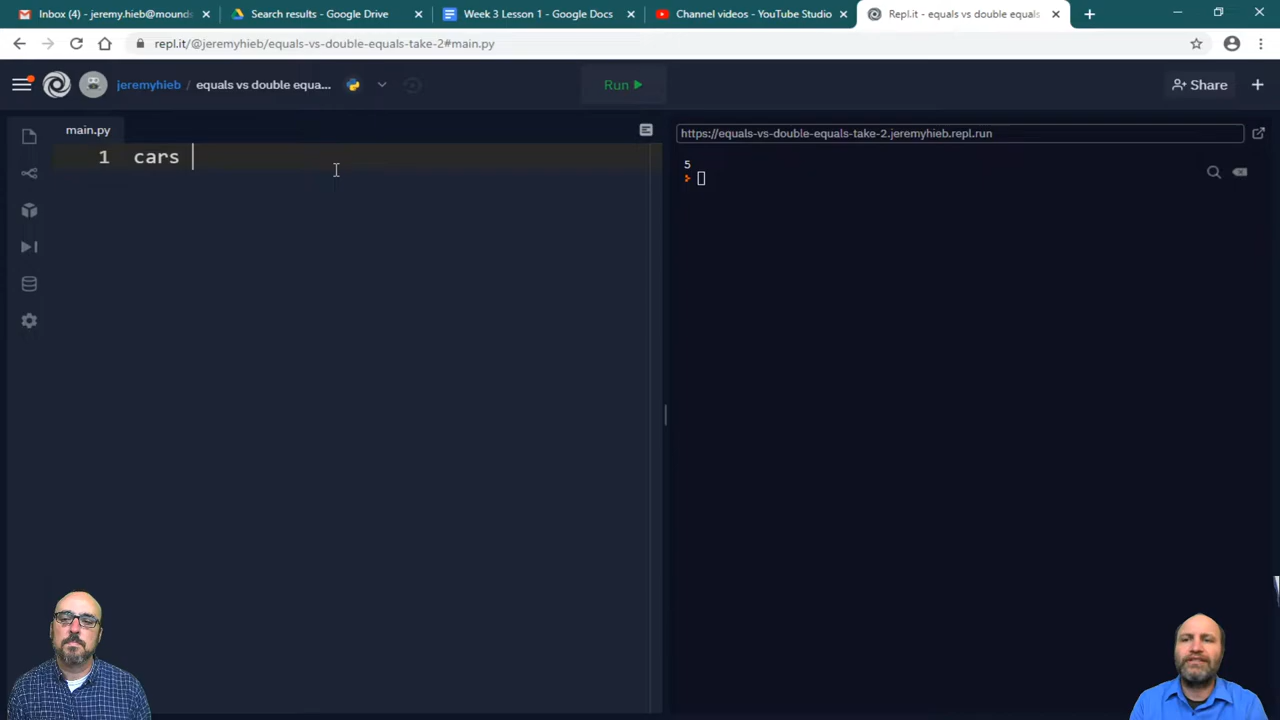 Inbox (4) - jeremy.hieb@mounds
Search results - Google Drive
Week 3 Lesson 1 - Google Docs
Channel videos - YouTube Studio
Repl.it - equals vs double equals
repl.it/@jeremyhieb/equals-vs-double-equals-take-2#main.py
jeremyhieb / equals vs double equa...
Run
Share
main.py
https://equals-vs-double-equals-take-2.jeremyhieb.repl.run
1 cars
5